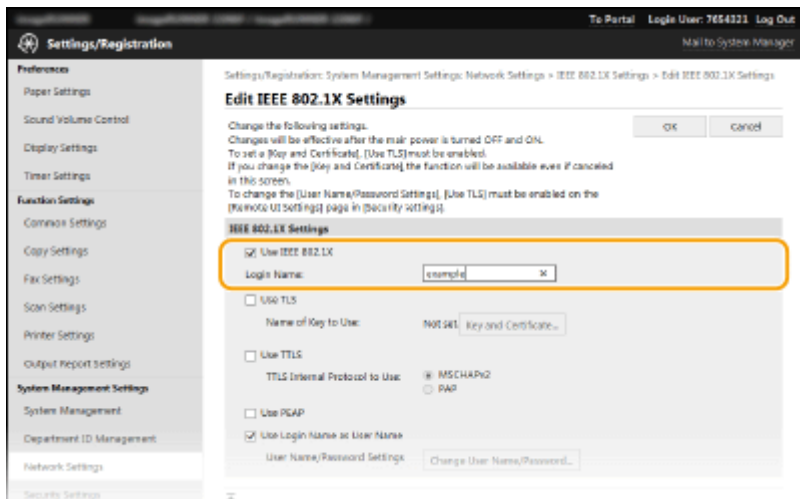 To Portal Login User: 7654321 Log Out
Settings/Registration
Mail to System Manager
Preferences
Paper Settings
Sound Volume Control
Display Settings
Timer Settings
Function Settings
Common Settings
Copy Settings
Fax Settings
Scan Settings
Printer Settings
Output Report Settings
System Management Settings
System Management
Department ID Management
Network Settings
Security Settings
Settings/Registration: System Management Settings: Network Settings > IEEE 802.1X Settings > Edit IEEE 802.1X Settings
Edit IEEE 802.1X Settings
Change the following settings.
Changes will be effective after the main power is turned OFF and ON.
To set a [Key and Certificate], [Use TLS] must be enabled.
If you change the [Key and Certificate], the function will be available even if canceled
in this screen.
To change the [User Name/Password Settings], [Use TLS] must be enabled on the
[Remote UI Settings] page in [Security Settings].
OK Cancel
IEEE 802.1X Settings
Use IEEE 802.1X
Login Name: example
Use TLS
Name of Key to Use: Not set Key and Certificate...
Use TTLS
TTLS Internal Protocol to Use: MSCHAPv2
PAP
Use PEAP
Use Login Name as User Name
User Name/Password Settings Change User Name/Password...